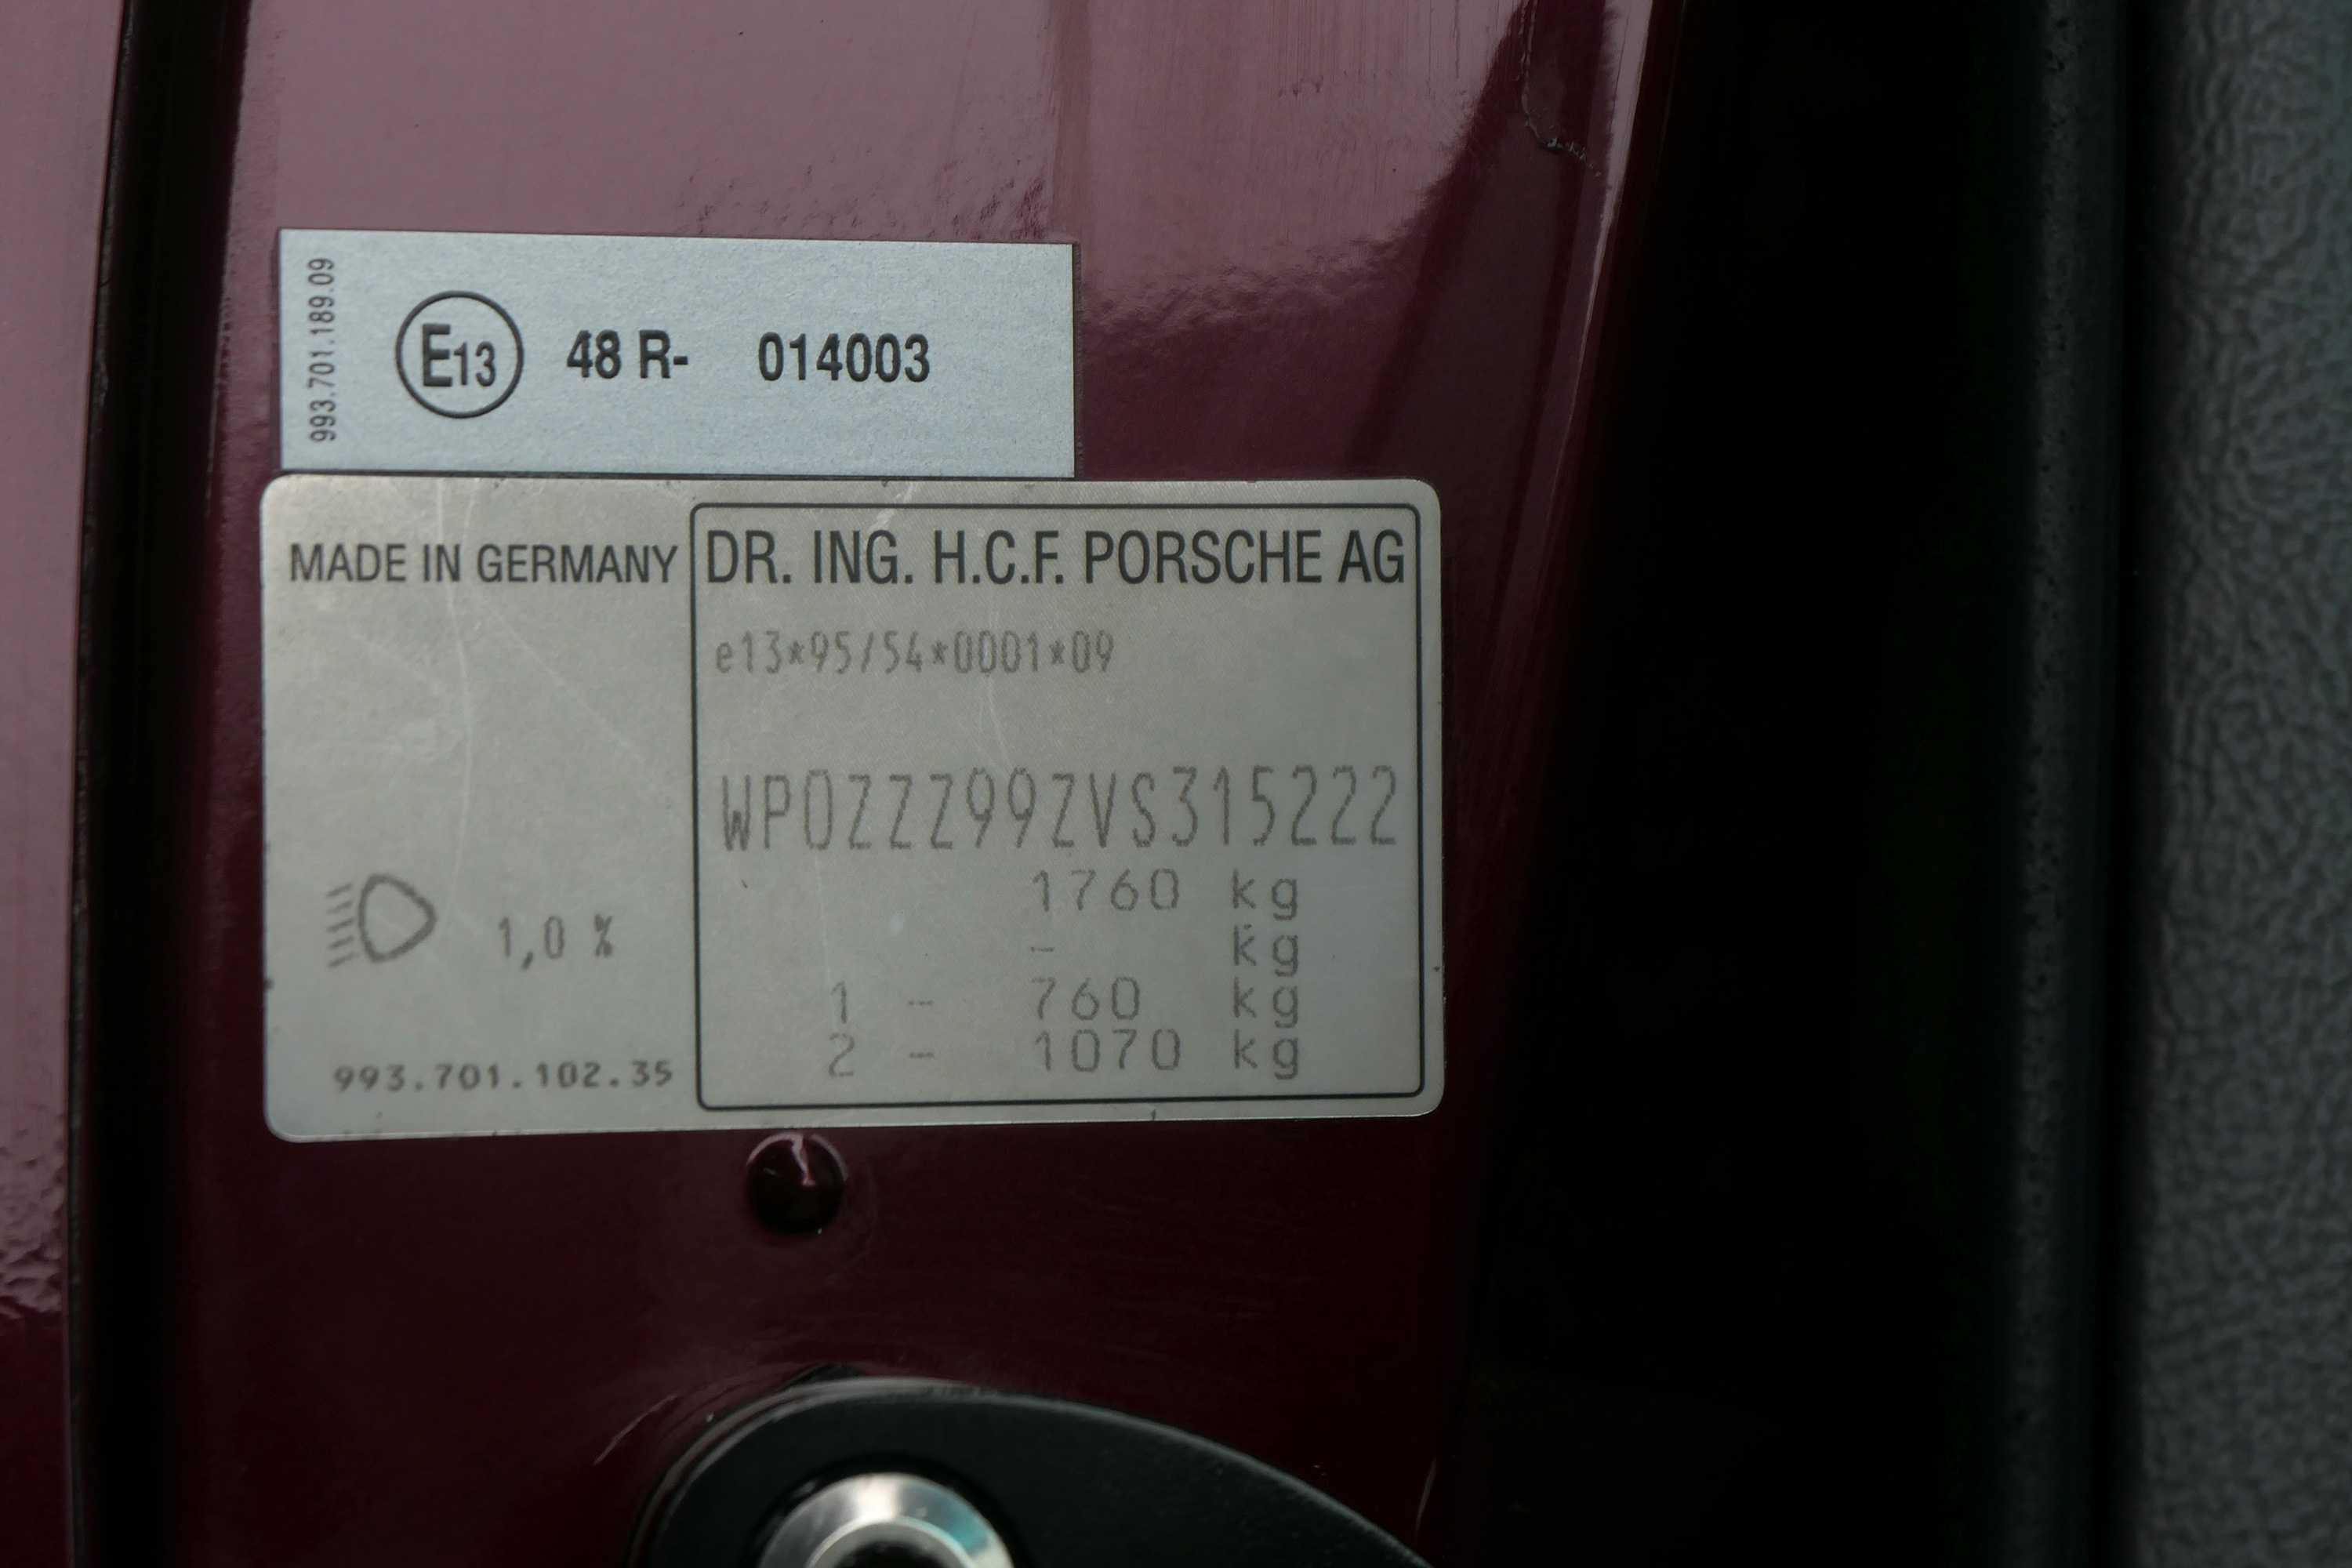 993.701.189.09
E13 48 R- 014003
MADE IN GERMANY
DR. ING. H.C.F. PORSCHE AG
e13*95/54*0001*09
WP0ZZZ99ZVS315222
1760 kg
- kg
1 - 760 kg
2 - 1070 kg
1,0 %
993.701.102.35